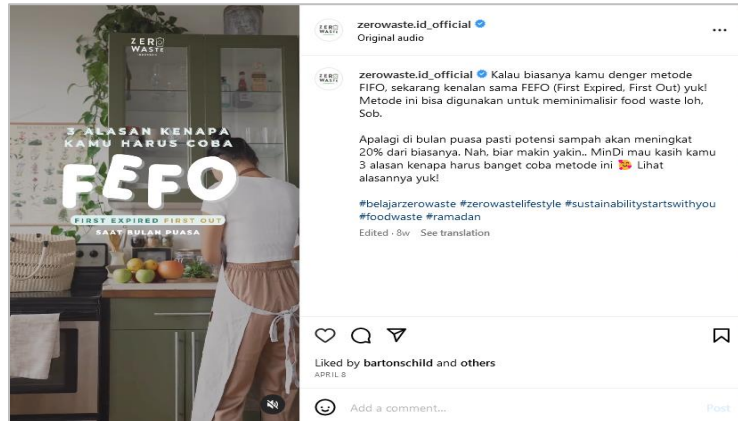 ZERO
WASTE
3 ALASAN KENAPA
KAMU HARUS COBA
FEFO
FIRST EXPIRED FIRST OUT
SAAT BULAN PUASA
zerowaste.id_official
Original audio
zerowaste.id_official Kalau biasanya kamu denger metode
FIFO, sekarang kenalan sama FEFO (First Expired, First Out) yuk!
Metode ini bisa digunakan untuk meminimalisir food waste loh,
Sob.
Apalagi di bulan puasa pasti potensi sampah akan meningkat
20% dari biasanya. Nah, biar makin yakin.. MinDi mau kasih kamu
3 alasan kenapa harus banget coba metode ini 🥰 Lihat
alasannya yuk!
#belajarzerowaste #zerowastelifestyle #sustainabilitystartswithyou
#foodwaste #ramadan
Edited · 8w See translation
Liked by bartonschild and others
APRIL 8
Add a comment...
Post